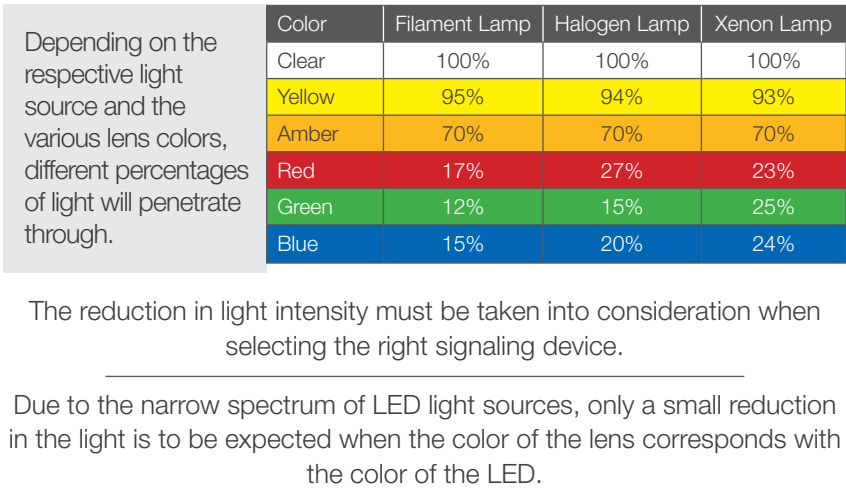 Depending on the
respective light
source and the
various lens colors,
different percentages
of light will penetrate
through.
Color Filament Lamp Halogen Lamp Xenon Lamp
Clear 100% 100% 100%
Yellow 95% 94% 93%
Amber 70% 70% 70%
Red 17% 27% 23%
Green 12% 15% 25%
Blue 15% 20% 24%
The reduction in light intensity must be taken into consideration when
selecting the right signaling device.
Due to the narrow spectrum of LED light sources, only a small reduction
in the light is to be expected when the color of the lens corresponds with
the color of the LED.